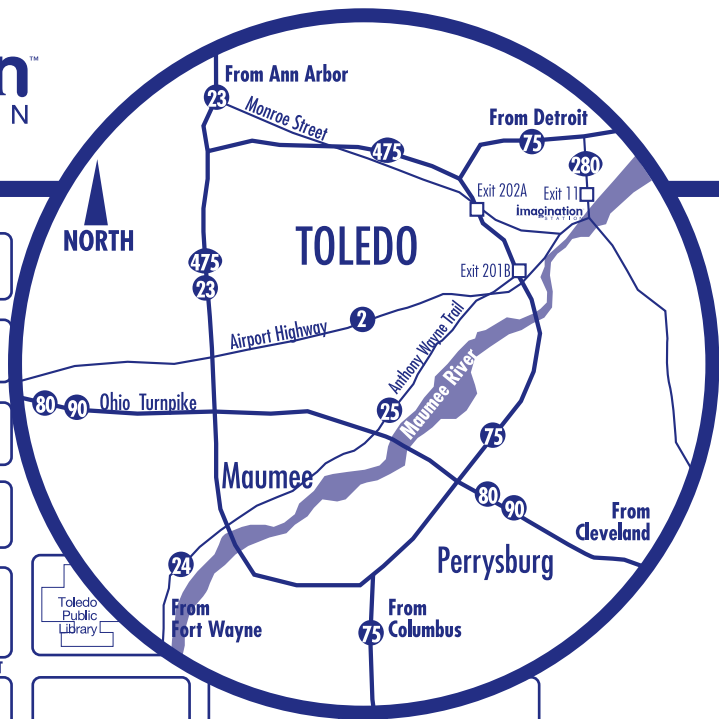 n™
N
From Ann Arbor
23
Monroe Street
From Detroit
75
475
280
Exit 202A
Exit 11
imagination
STATION
NORTH
TOLEDO
475
23
Exit 201B
2
Airport Highway
Anthony Wayne Trail
80 90 Ohio Turnpike
25
Maumee River
75
Maumee
80
90
From
Cleveland
24
Perrysburg
Toledo
Public
Library
From
Fort Wayne
From
75 Columbus
T